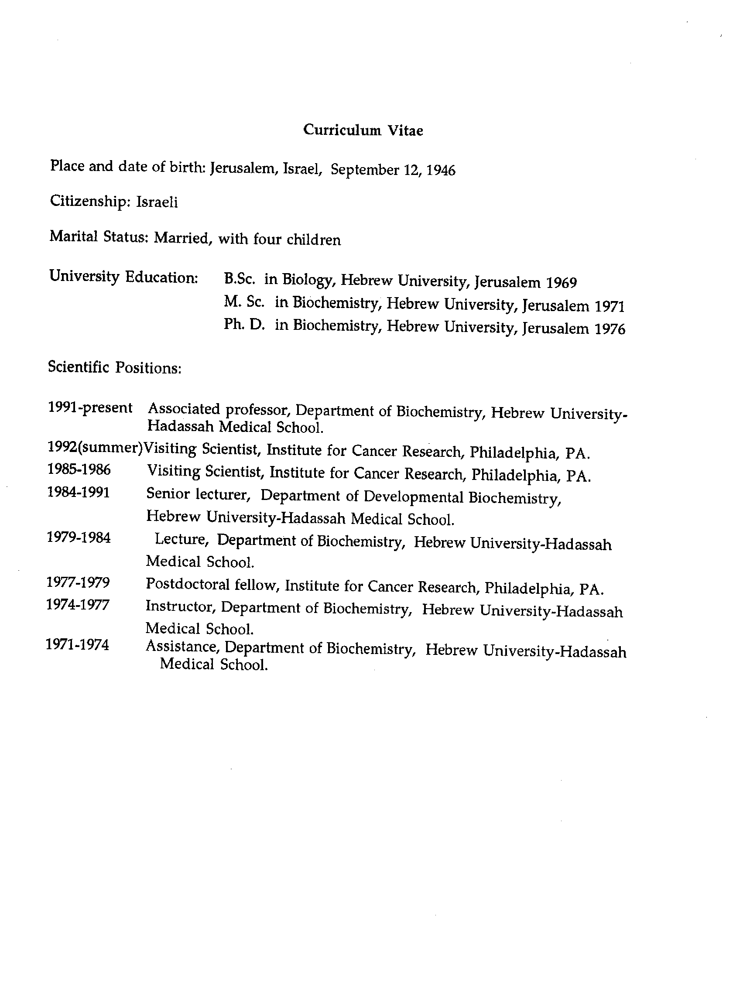 Curriculum Vitae
Place and date of birth: Jerusalem, Israel, September 12, 1946
Citizenship: Israeli
Marital Status: Married, with four children
University Education: B.Sc. in Biology, Hebrew University, Jerusalem 1969
M. Sc. in Biochemistry, Hebrew University, Jerusalem 1971
Ph. D. in Biochemistry, Hebrew University, Jerusalem 1976
Scientific Positions:
1991-present Associated professor, Department of Biochemistry, Hebrew University-
Hadassah Medical School.
1992(summer)Visiting Scientist, Institute for Cancer Research, Philadelphia, PA.
1985-1986 Visiting Scientist, Institute for Cancer Research, Philadelphia, PA.
1984-1991 Senior lecturer, Department of Developmental Biochemistry,
Hebrew University-Hadassah Medical School.
1979-1984 Lecture, Department of Biochemistry, Hebrew University-Hadassah
Medical School.
1977-1979 Postdoctoral fellow, Institute for Cancer Research, Philadelphia, PA.
1974-1977 Instructor, Department of Biochemistry, Hebrew University-Hadassah
Medical School.
1971-1974 Assistance, Department of Biochemistry, Hebrew University-Hadassah
Medical School.